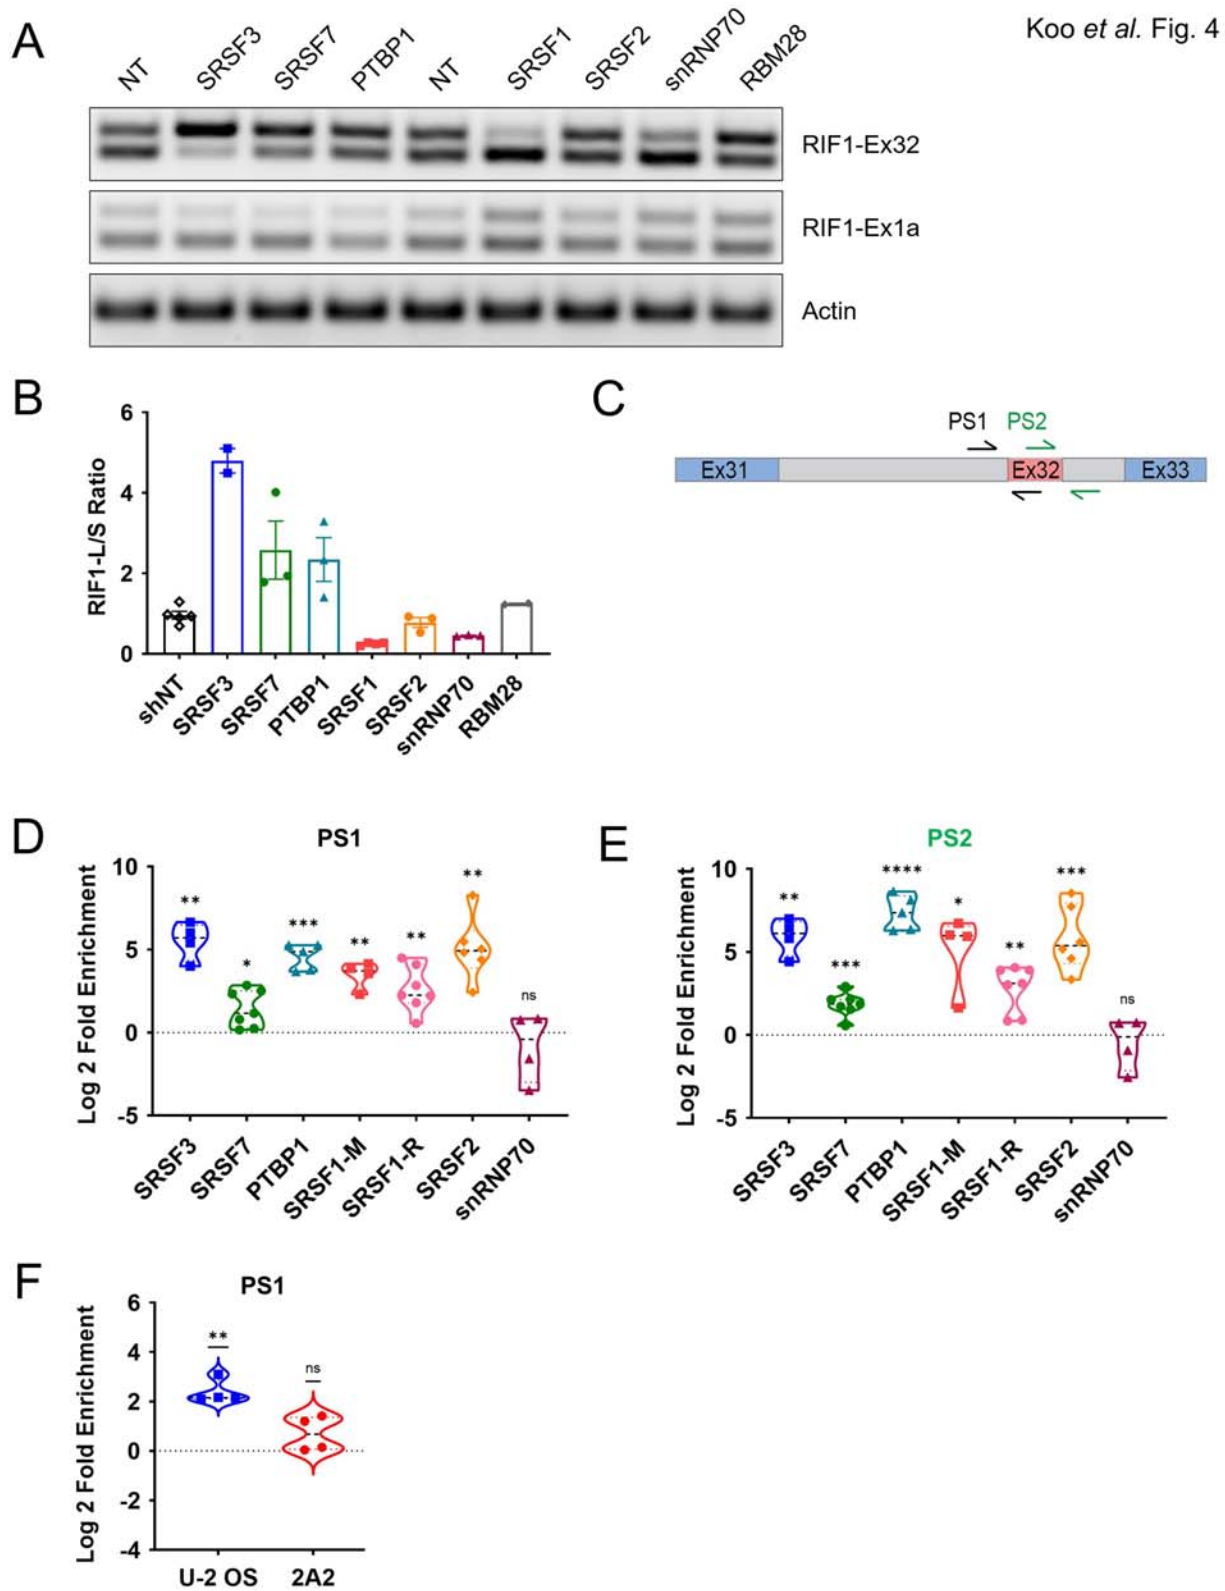 Koo et al. Fig. 4
A
NT SRSF3 SRSF7 PTBP1 NT SRSF1 SRSF2 snRNP70 RBM28
RIF1-Ex32
RIF1-Ex1a
Actin
B
RIF1-L/S Ratio
6
4
2
0
shNT SRSF3 SRSF7 PTBP1 SRSF1 SRSF2 snRNP70 RBM28
C
PS1 PS2
Ex31 Ex32 Ex33
D
PS1
Log 2 Fold Enrichment
10
5
0
-5
** * *** ** ** ** ns
SRSF3 SRSF7 PTBP1 SRSF1-M SRSF1-R SRSF2 snRNP70
E
PS2
Log 2 Fold Enrichment
10
5
0
-5
** *** **** * ** *** ns
SRSF3 SRSF7 PTBP1 SRSF1-M SRSF1-R SRSF2 snRNP70
F
PS1
Log 2 Fold Enrichment
6
4
2
0
-2
-4
** ns
U-2 OS 2A2